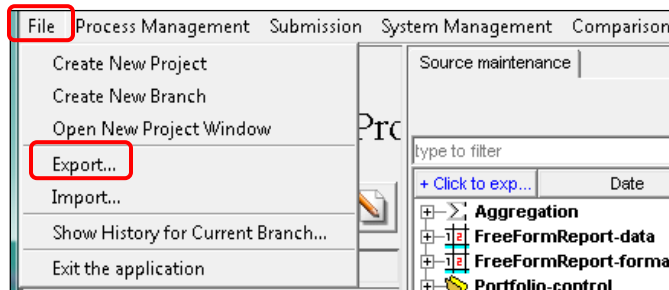 File Process Management Submission System Management Comparison
Create New Project
Create New Branch
Open New Project Window
Export...
Import...
Show History for Current Branch...
Exit the application
Source maintenance
type to filter
+ Click to exp... Date
Aggregation
FreeFormReport-data
FreeFormReport-forma
Portfolio-control